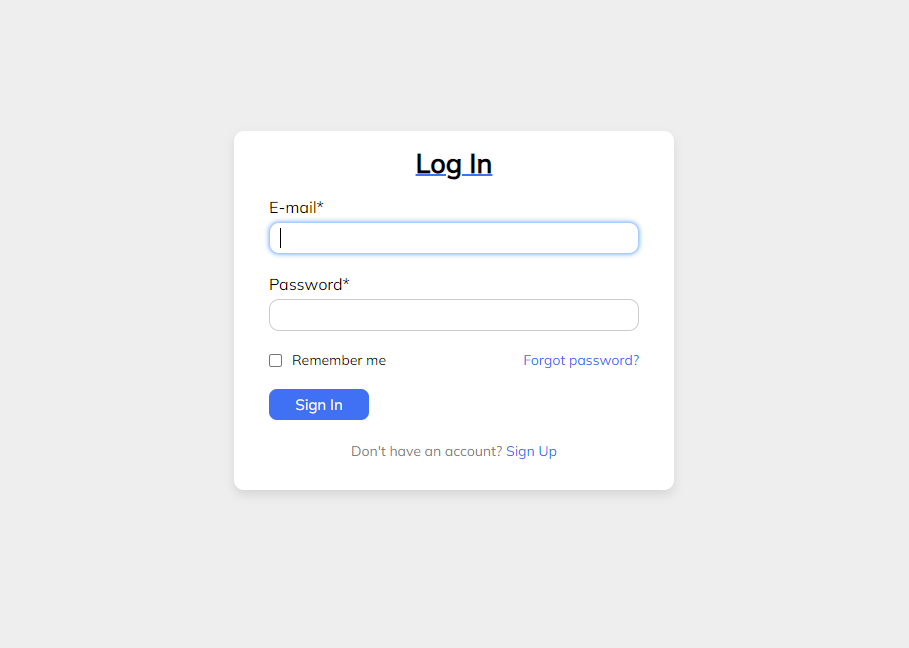 Log In
E-mail*
Password*
Remember me Forgot password?
Sign In
Don't have an account? Sign Up